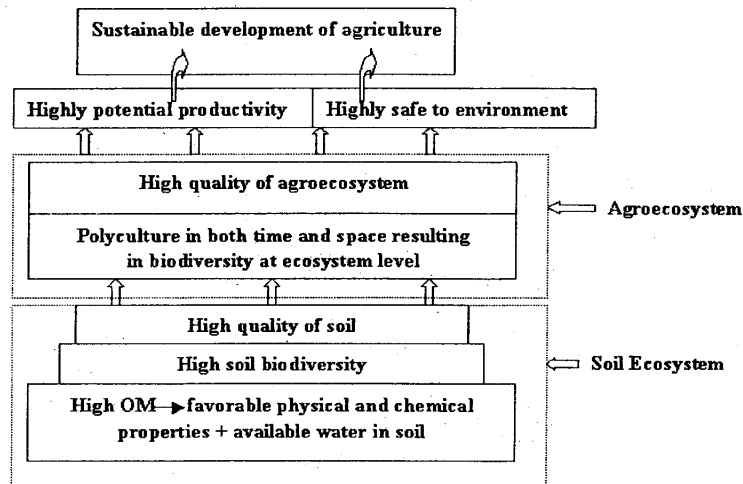 Sustainable development of agriculture
Highly potential productivity
Highly safe to environment
High quality of agroecosystem
Agroecosystem
Polyculture in both time and space resulting
in biodiversity at ecosystem level
High quality of soil
High soil biodiversity
Soil Ecosystem
High OM → favorable physical and chemical
properties + available water in soil